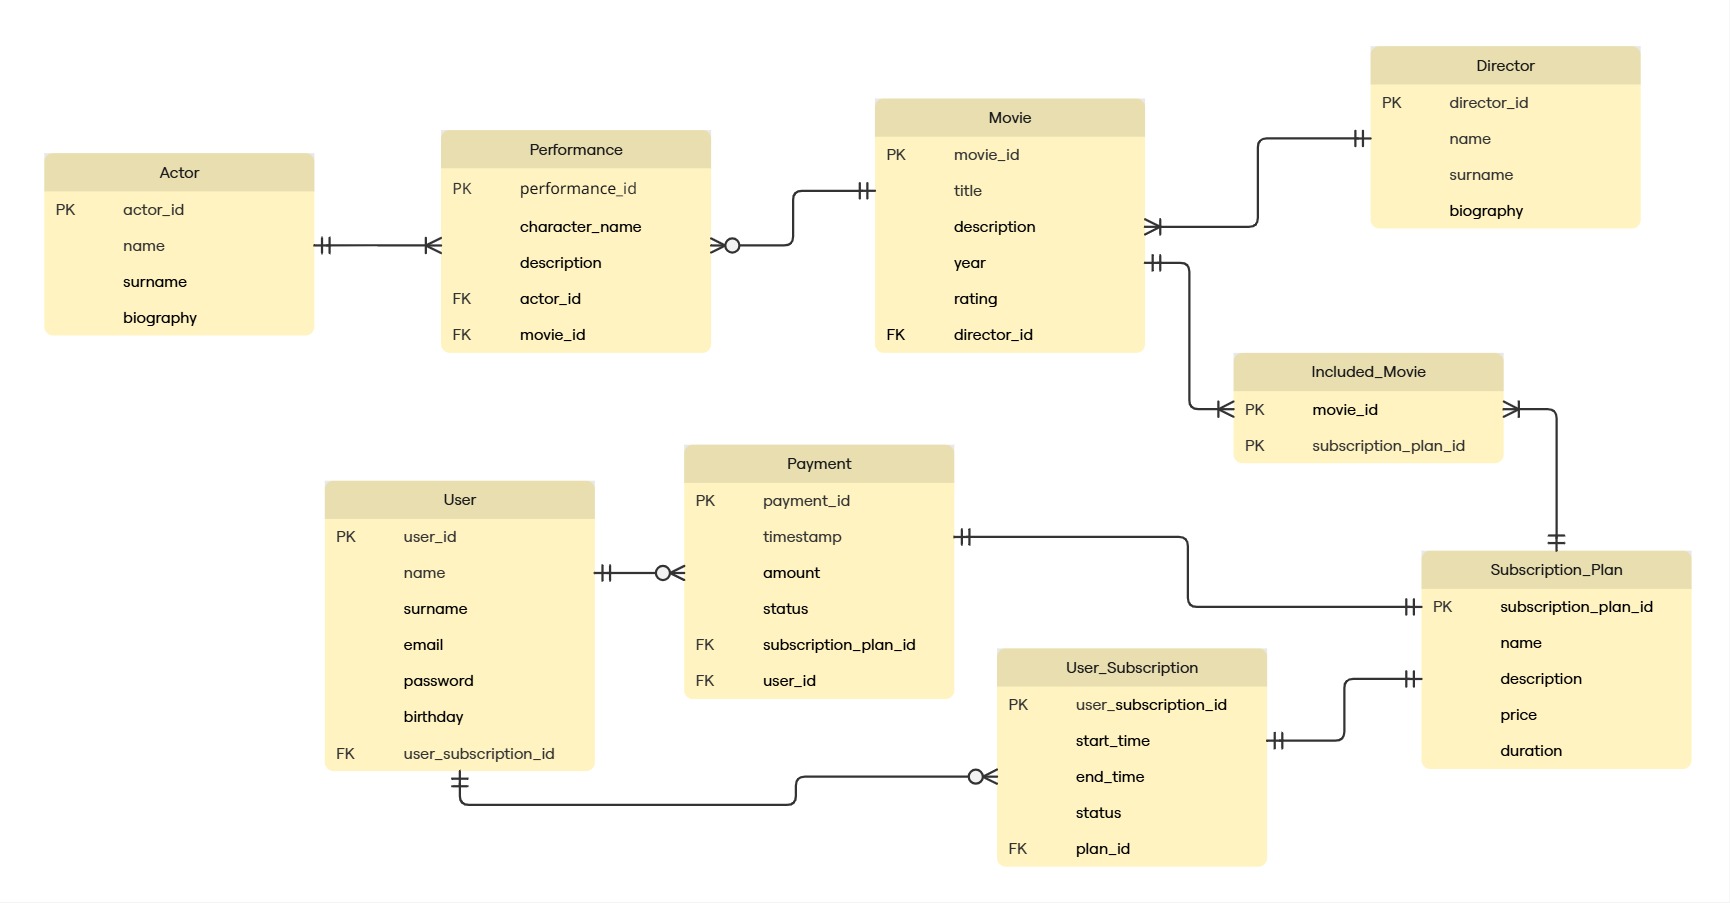 Actor
PK actor_id
name
surname
biography
Performance
PK performance_id
character_name
description
FK actor_id
FK movie_id
Movie
PK movie_id
title
description
year
rating
FK director_id
Director
PK director_id
name
surname
biography
Included_Movie
PK movie_id
PK subscription_plan_id
User
PK user_id
name
surname
email
password
birthday
FK user_subscription_id
Payment
PK payment_id
timestamp
amount
status
FK subscription_plan_id
FK user_id
User_Subscription
PK user_subscription_id
start_time
end_time
status
FK plan_id
Subscription_Plan
PK subscription_plan_id
name
description
price
duration